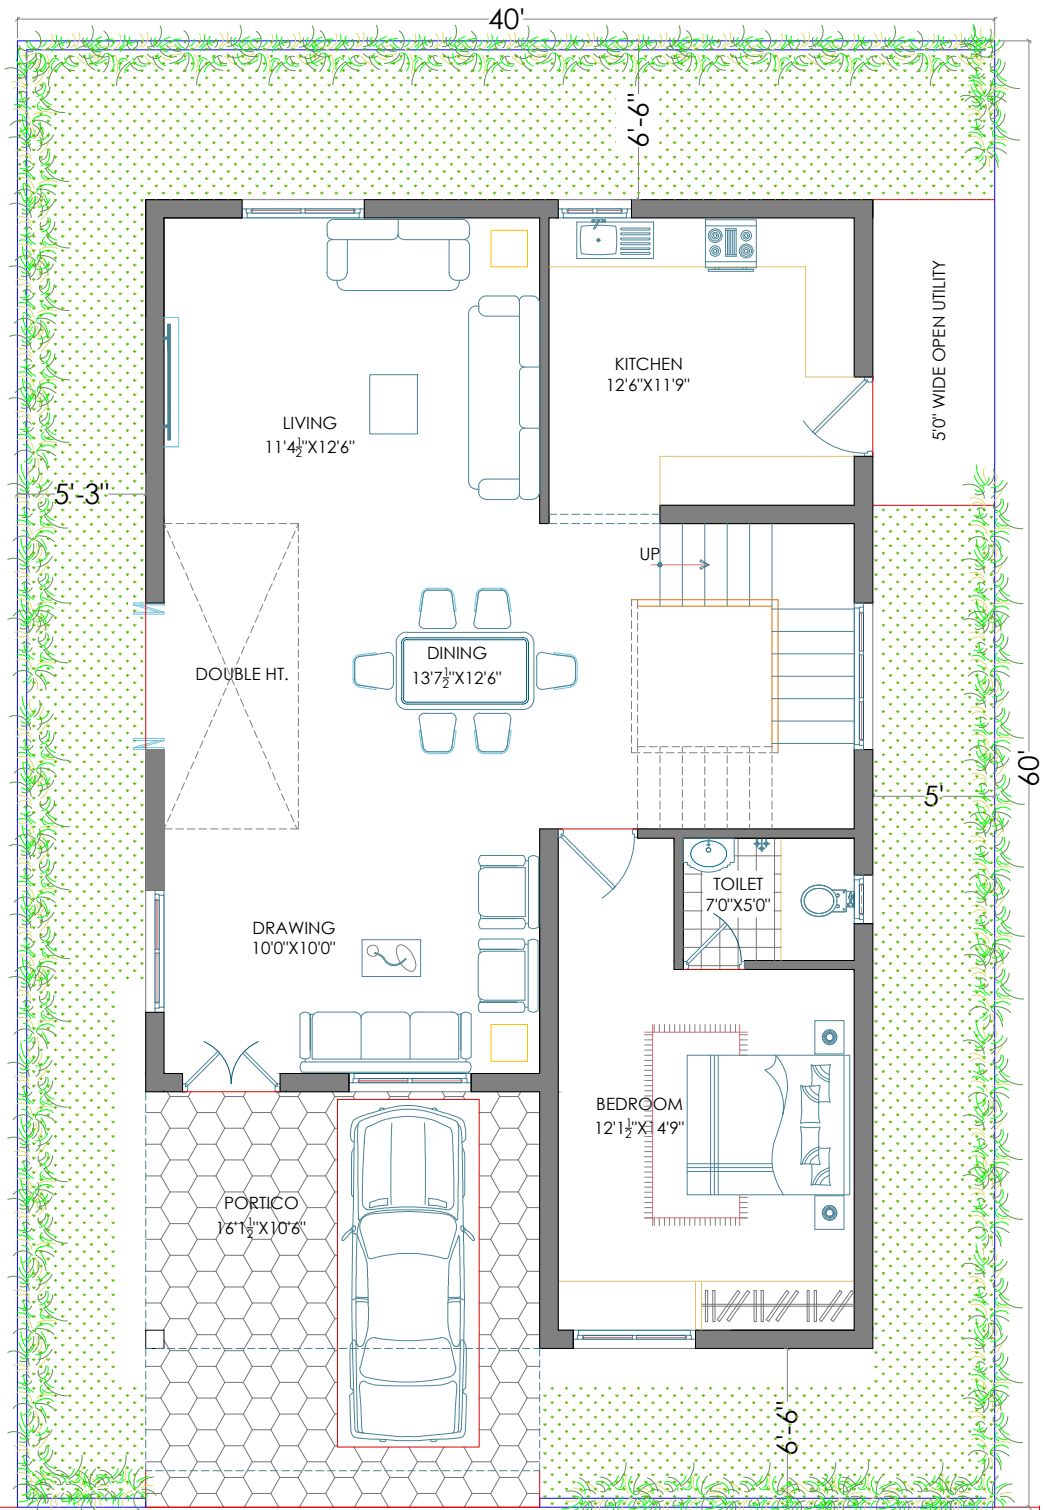 40'
6'-6"
KITCHEN
12'6"X11'9"
5'0" WIDE OPEN UTILITY
LIVING
11'4½"X12'6"
5'-3"
UP
DINING
13'7½"X12'6"
DOUBLE HT.
60'
5'
TOILET
7'0"X5'0"
DRAWING
10'0"X10'0"
BEDROOM
12'1½"X14'9"
PORTICO
16'1½"X10'6"
6'-6"